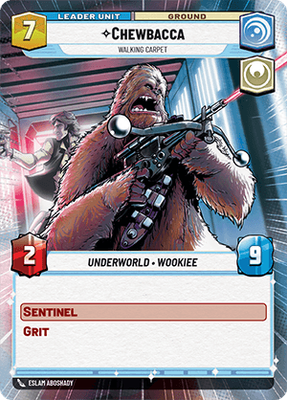 LEADER UNIT
GROUND
7
✧CHEWBACCA
WALKING CARPET
UNDERWORLD • WOOKIEE
2
9
SENTINEL
GRIT
ESLAM ABOSHADY